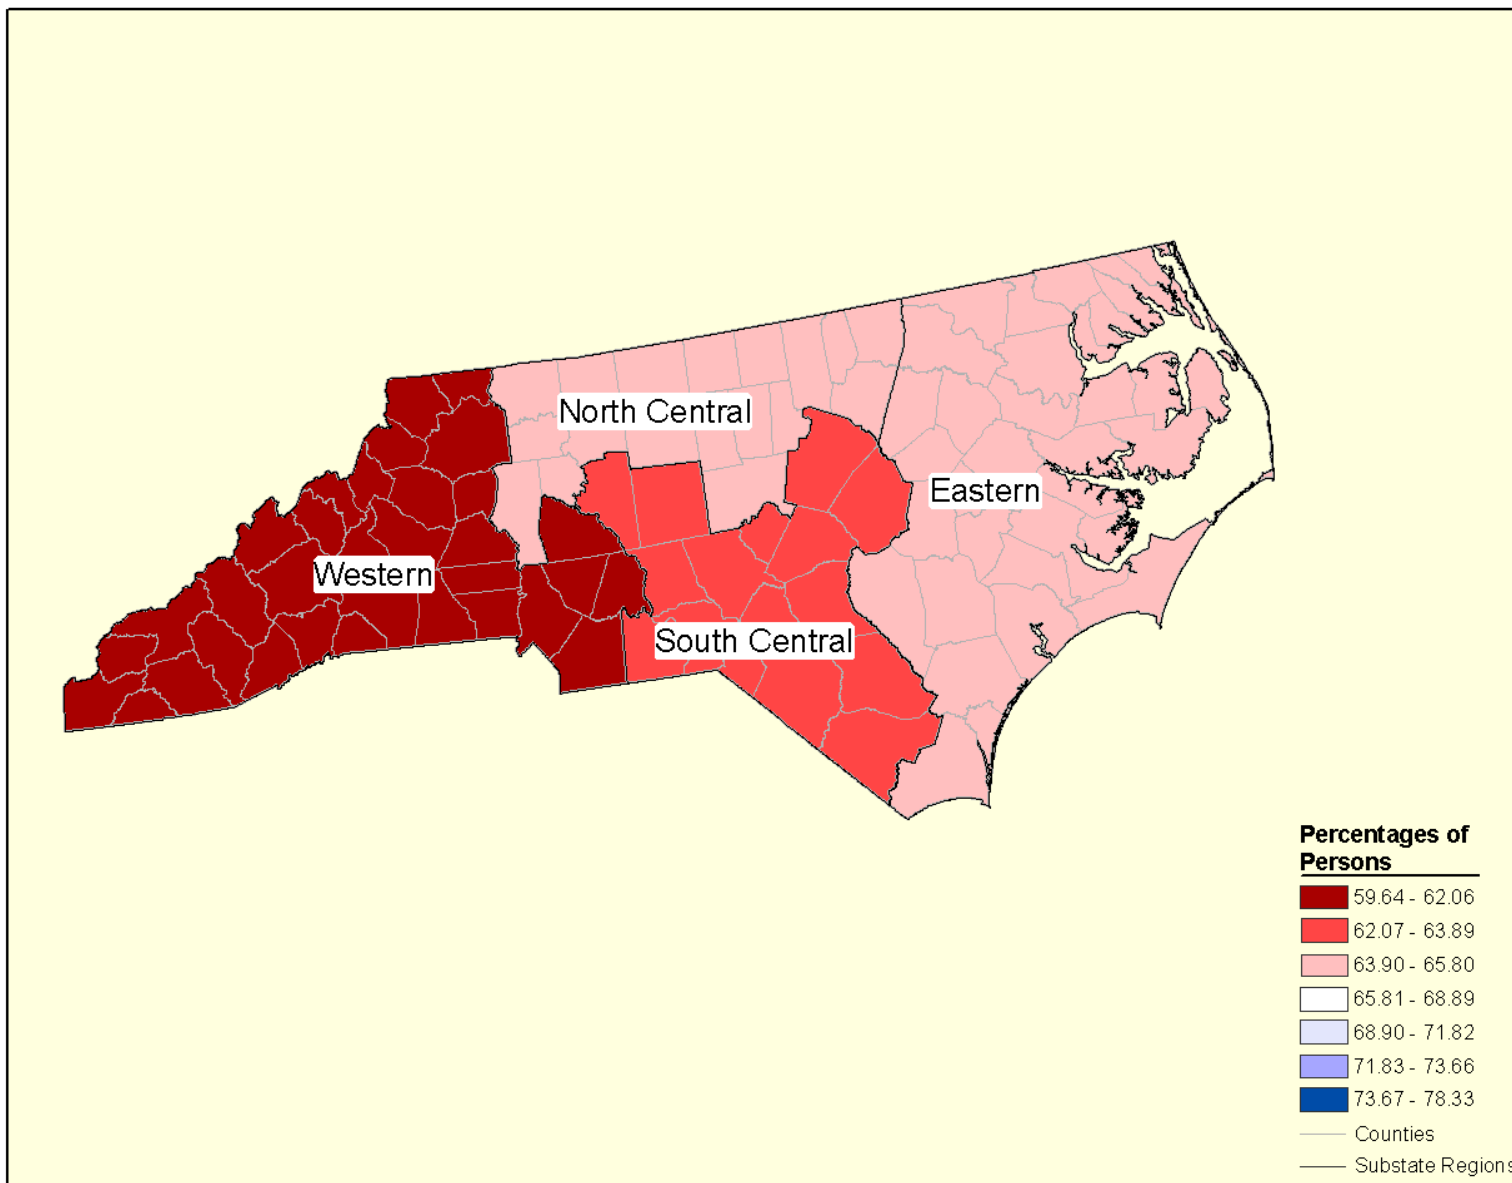 North Central
Eastern
Western
South Central
Percentages of
Persons
59.64 - 62.06
62.07 - 63.89
63.90 - 65.80
65.81 - 68.89
68.90 - 71.82
71.83 - 73.66
73.67 - 78.33
Counties
Substate Regions